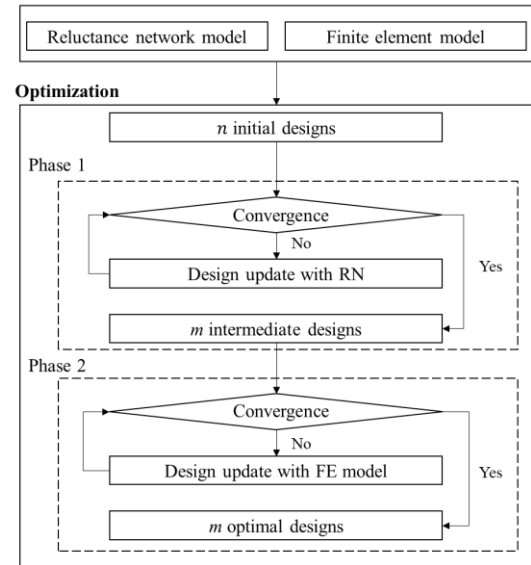 Reluctance network model
Finite element model
Optimization
n initial designs
Phase 1
Convergence
No
Yes
Design update with RN
m intermediate designs
Phase 2
Convergence
No
Yes
Design update with FE model
m optimal designs